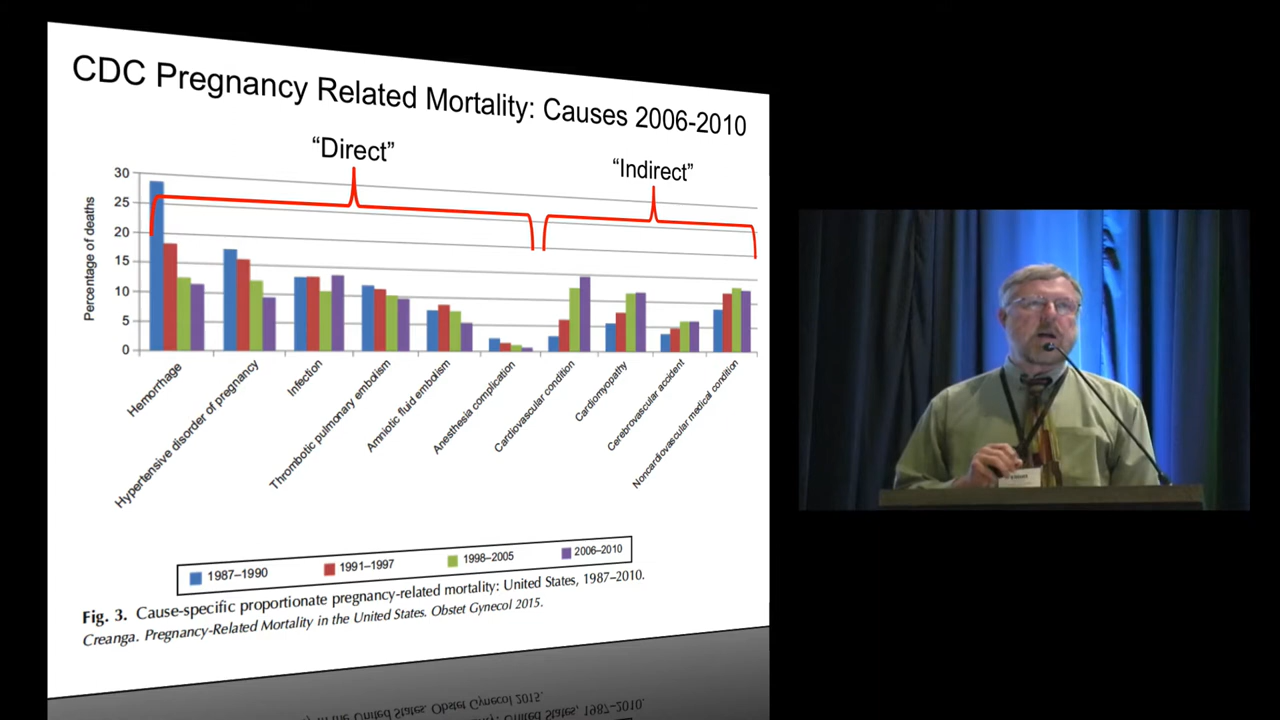 CDC Pregnancy Related Mortality: Causes 2006-2010
“Direct”
“Indirect”
Percentage of deaths
30
25
20
15
10
5
0
Hemorrhage
Hypertensive disorder of pregnancy
Infection
Thrombotic pulmonary embolism
Amniotic fluid embolism
Anesthesia complication
Cardiovascular condition
Cardiomyopathy
Cerebrovascular accident
Noncardiovascular medical condition
1987–1990
1991–1997
1998–2005
2006–2010
Fig. 3. Cause-specific proportionate pregnancy-related mortality: United States, 1987–2010.
Creanga. Pregnancy-Related Mortality in the United States. Obstet Gynecol 2015.